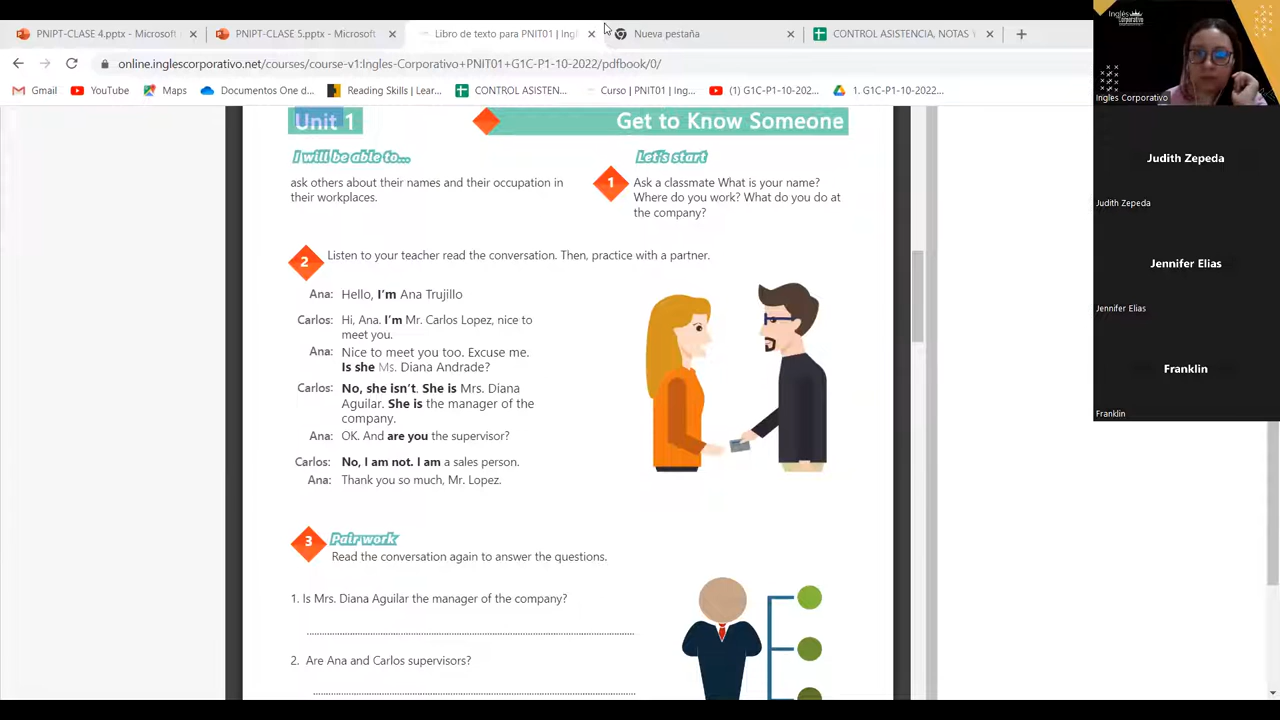 PNIPT-CLASE 4.pptx - Microsoft
PNIPT-CLASE 5.pptx - Microsoft
Libro de texto para PNIT01 | Ingl
Nueva pestaña
CONTROL ASISTENCIA, NOTAS
online.inglescorporativo.net/courses/course-v1:Ingles-Corporativo+PNIT01+G1C-P1-10-2022/pdfbook/0/
Gmail
YouTube
Maps
Documentos One d...
Reading Skills | Lear...
CONTROL ASISTEN...
Curso | PNIT01 | Ing...
(1) G1C-P1-10-202...
1. G1C-P1-10-2022...
Unit 1
Get to Know Someone
I will be able to...
ask others about their names and their occupation in
their workplaces.
Let's start
1
Ask a classmate What is your name?
Where do you work? What do you do at
the company?
2
Listen to your teacher read the conversation. Then, practice with a partner.
Ana: Hello, I'm Ana Trujillo
Carlos: Hi, Ana. I'm Mr. Carlos Lopez, nice to
meet you.
Ana: Nice to meet you too. Excuse me.
Is she Ms. Diana Andrade?
Carlos: No, she isn't. She is Mrs. Diana
Aguilar. She is the manager of the
company.
Ana: OK. And are you the supervisor?
Carlos: No, I am not. I am a sales person.
Ana: Thank you so much, Mr. Lopez.
3
Pair work
Read the conversation again to answer the questions.
1. Is Mrs. Diana Aguilar the manager of the company?
2. Are Ana and Carlos supervisors?
Inglés
Corporativo
Ingles Corporativo
Judith Zepeda
Judith Zepeda
Jennifer Elias
Jennifer Elias
Franklin
Franklin